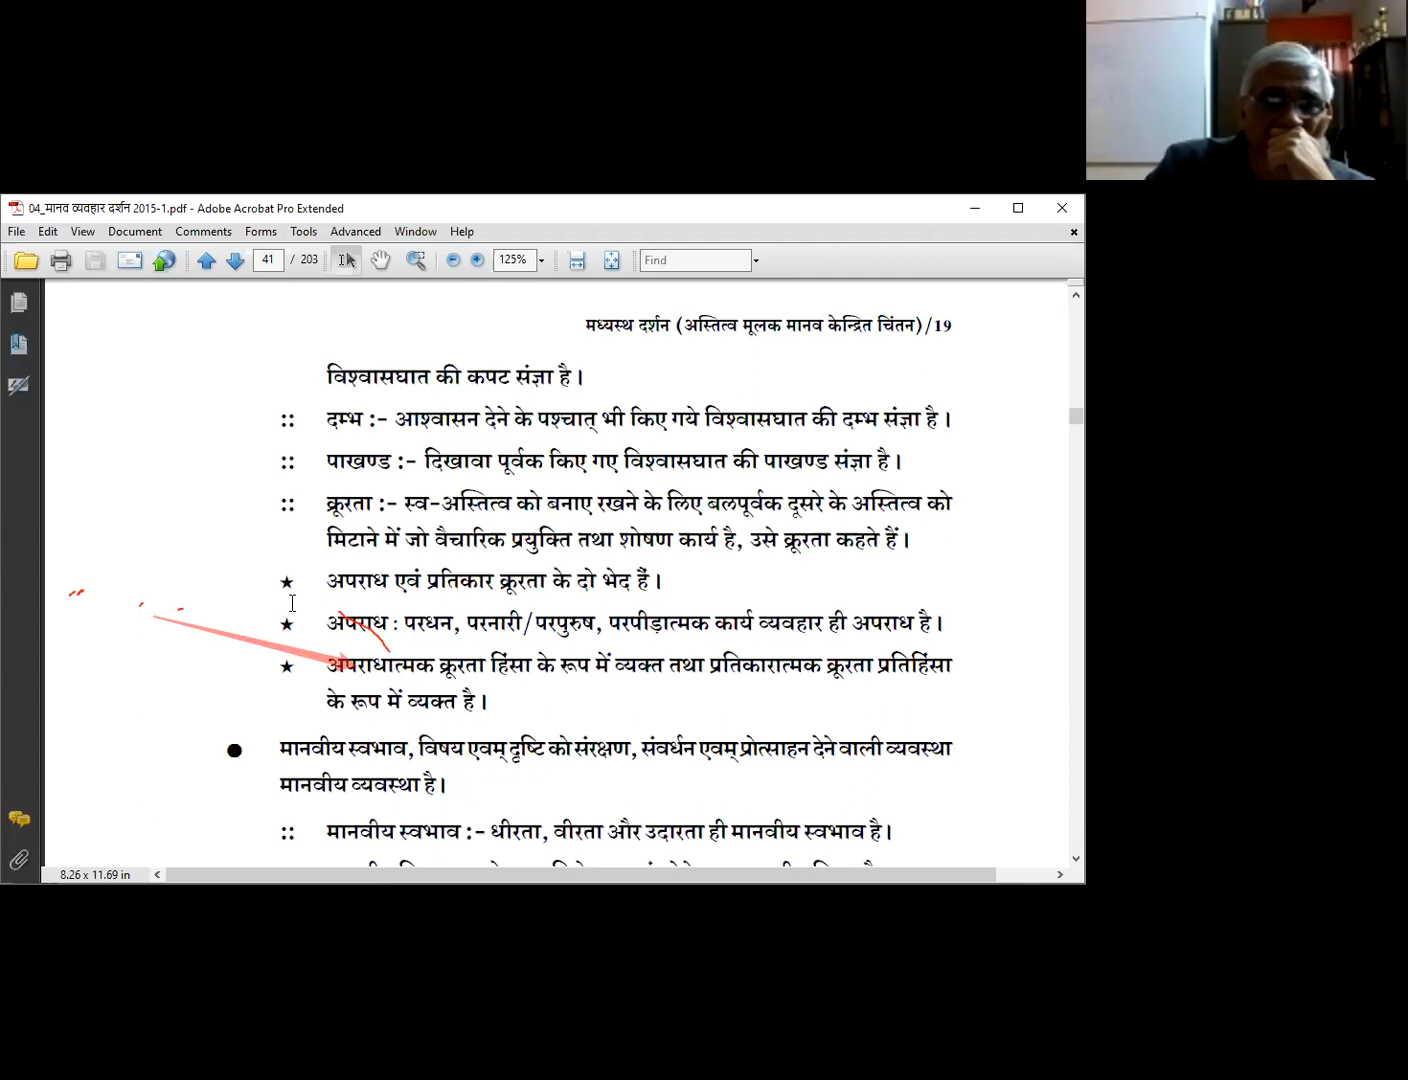 04_मानव व्यवहार दर्शन 2015-1.pdf - Adobe Acrobat Pro Extended
File Edit View Document Comments Forms Tools Advanced Window Help
41 / 203 125% Find
मध्यस्थ दर्शन (अस्तित्व मूलक मानव केन्द्रित चिंतन)/19
विश्वासघात की कपट संज्ञा है।
:: दम्भ :- आश्वासन देने के पश्चात् भी किए गये विश्वासघात की दम्भ संज्ञा है।
:: पाखण्ड :- दिखावा पूर्वक किए गए विश्वासघात की पाखण्ड संज्ञा है।
:: क्रूरता :- स्व-अस्तित्व को बनाए रखने के लिए बलपूर्वक दूसरे के अस्तित्व को
मिटाने में जो वैचारिक प्रयुक्ति तथा शोषण कार्य है, उसे क्रूरता कहते हैं।
★ अपराध एवं प्रतिकार क्रूरता के दो भेद हैं।
★ अपराध : परधन, परनारी/परपुरुष, परपीड़ात्मक कार्य व्यवहार ही अपराध है।
★ अपराधात्मक क्रूरता हिंसा के रूप में व्यक्त तथा प्रतिकारात्मक क्रूरता प्रतिहिंसा
के रूप में व्यक्त है।
● मानवीय स्वभाव, विषय एवम् दृष्टि को संरक्षण, संवर्धन एवम् प्रोत्साहन देने वाली व्यवस्था
मानवीय व्यवस्था है।
:: मानवीय स्वभाव :- धीरता, वीरता और उदारता ही मानवीय स्वभाव है।
8.26 x 11.69 in